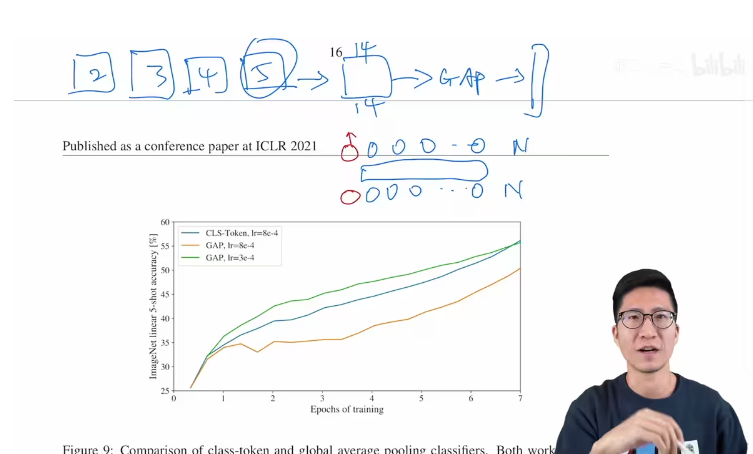 16
14
2 3 4 5 → → GAP →
14
bilibili
Published as a conference paper at ICLR 2021
0 0 0 0 - - 0 N
0 0 0 0 ... 0 N
60
55
50
45
40
35
30
25
ImageNet linear 5-shot accuracy [%]
CLS-Token, lr=8e-4
GAP, lr=8e-4
GAP, lr=3e-4
0 1 2 3 4 5 6 7
Epochs of training
Figure 9: Comparison of class-token and global average pooling classifiers. Both work